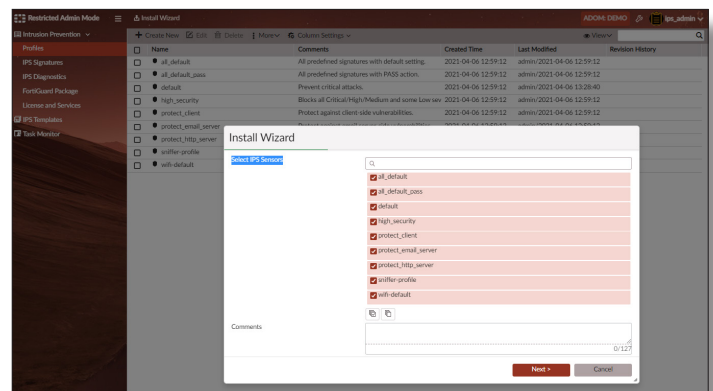 Restricted Admin Mode
Install Wizard
ADOM: DEMO
ips_admin
Intrusion Prevention
Profiles
IPS Signatures
IPS Diagnostics
FortiGuard Package
License and Services
IPS Templates
Task Monitor
Create New Edit Delete More Column Settings View
Name Comments Created Time Last Modified Revision History
all_default All predefined signatures with default setting. 2021-04-06 12:59:12 admin/2021-04-06 12:59:12
all_default_pass All predefined signatures with PASS action. 2021-04-06 12:59:12 admin/2021-04-06 12:59:12
default Prevent critical attacks. 2021-04-06 12:59:12 admin/2021-04-06 13:28:40
high_security Blocks all Critical/High/Medium and some Low sev 2021-04-06 12:59:12 admin/2021-04-06 12:59:12
protect_client Protect against client-side vulnerabilities. 2021-04-06 12:59:12 admin/2021-04-06 12:59:12
protect_email_server
protect_http_server
sniffer-profile
wifi-default
Install Wizard
Select IPS Sensors
all_default
all_default_pass
default
high_security
protect_client
protect_email_server
protect_http_server
sniffer-profile
wifi-default
Comments
0/127
Next >
Cancel